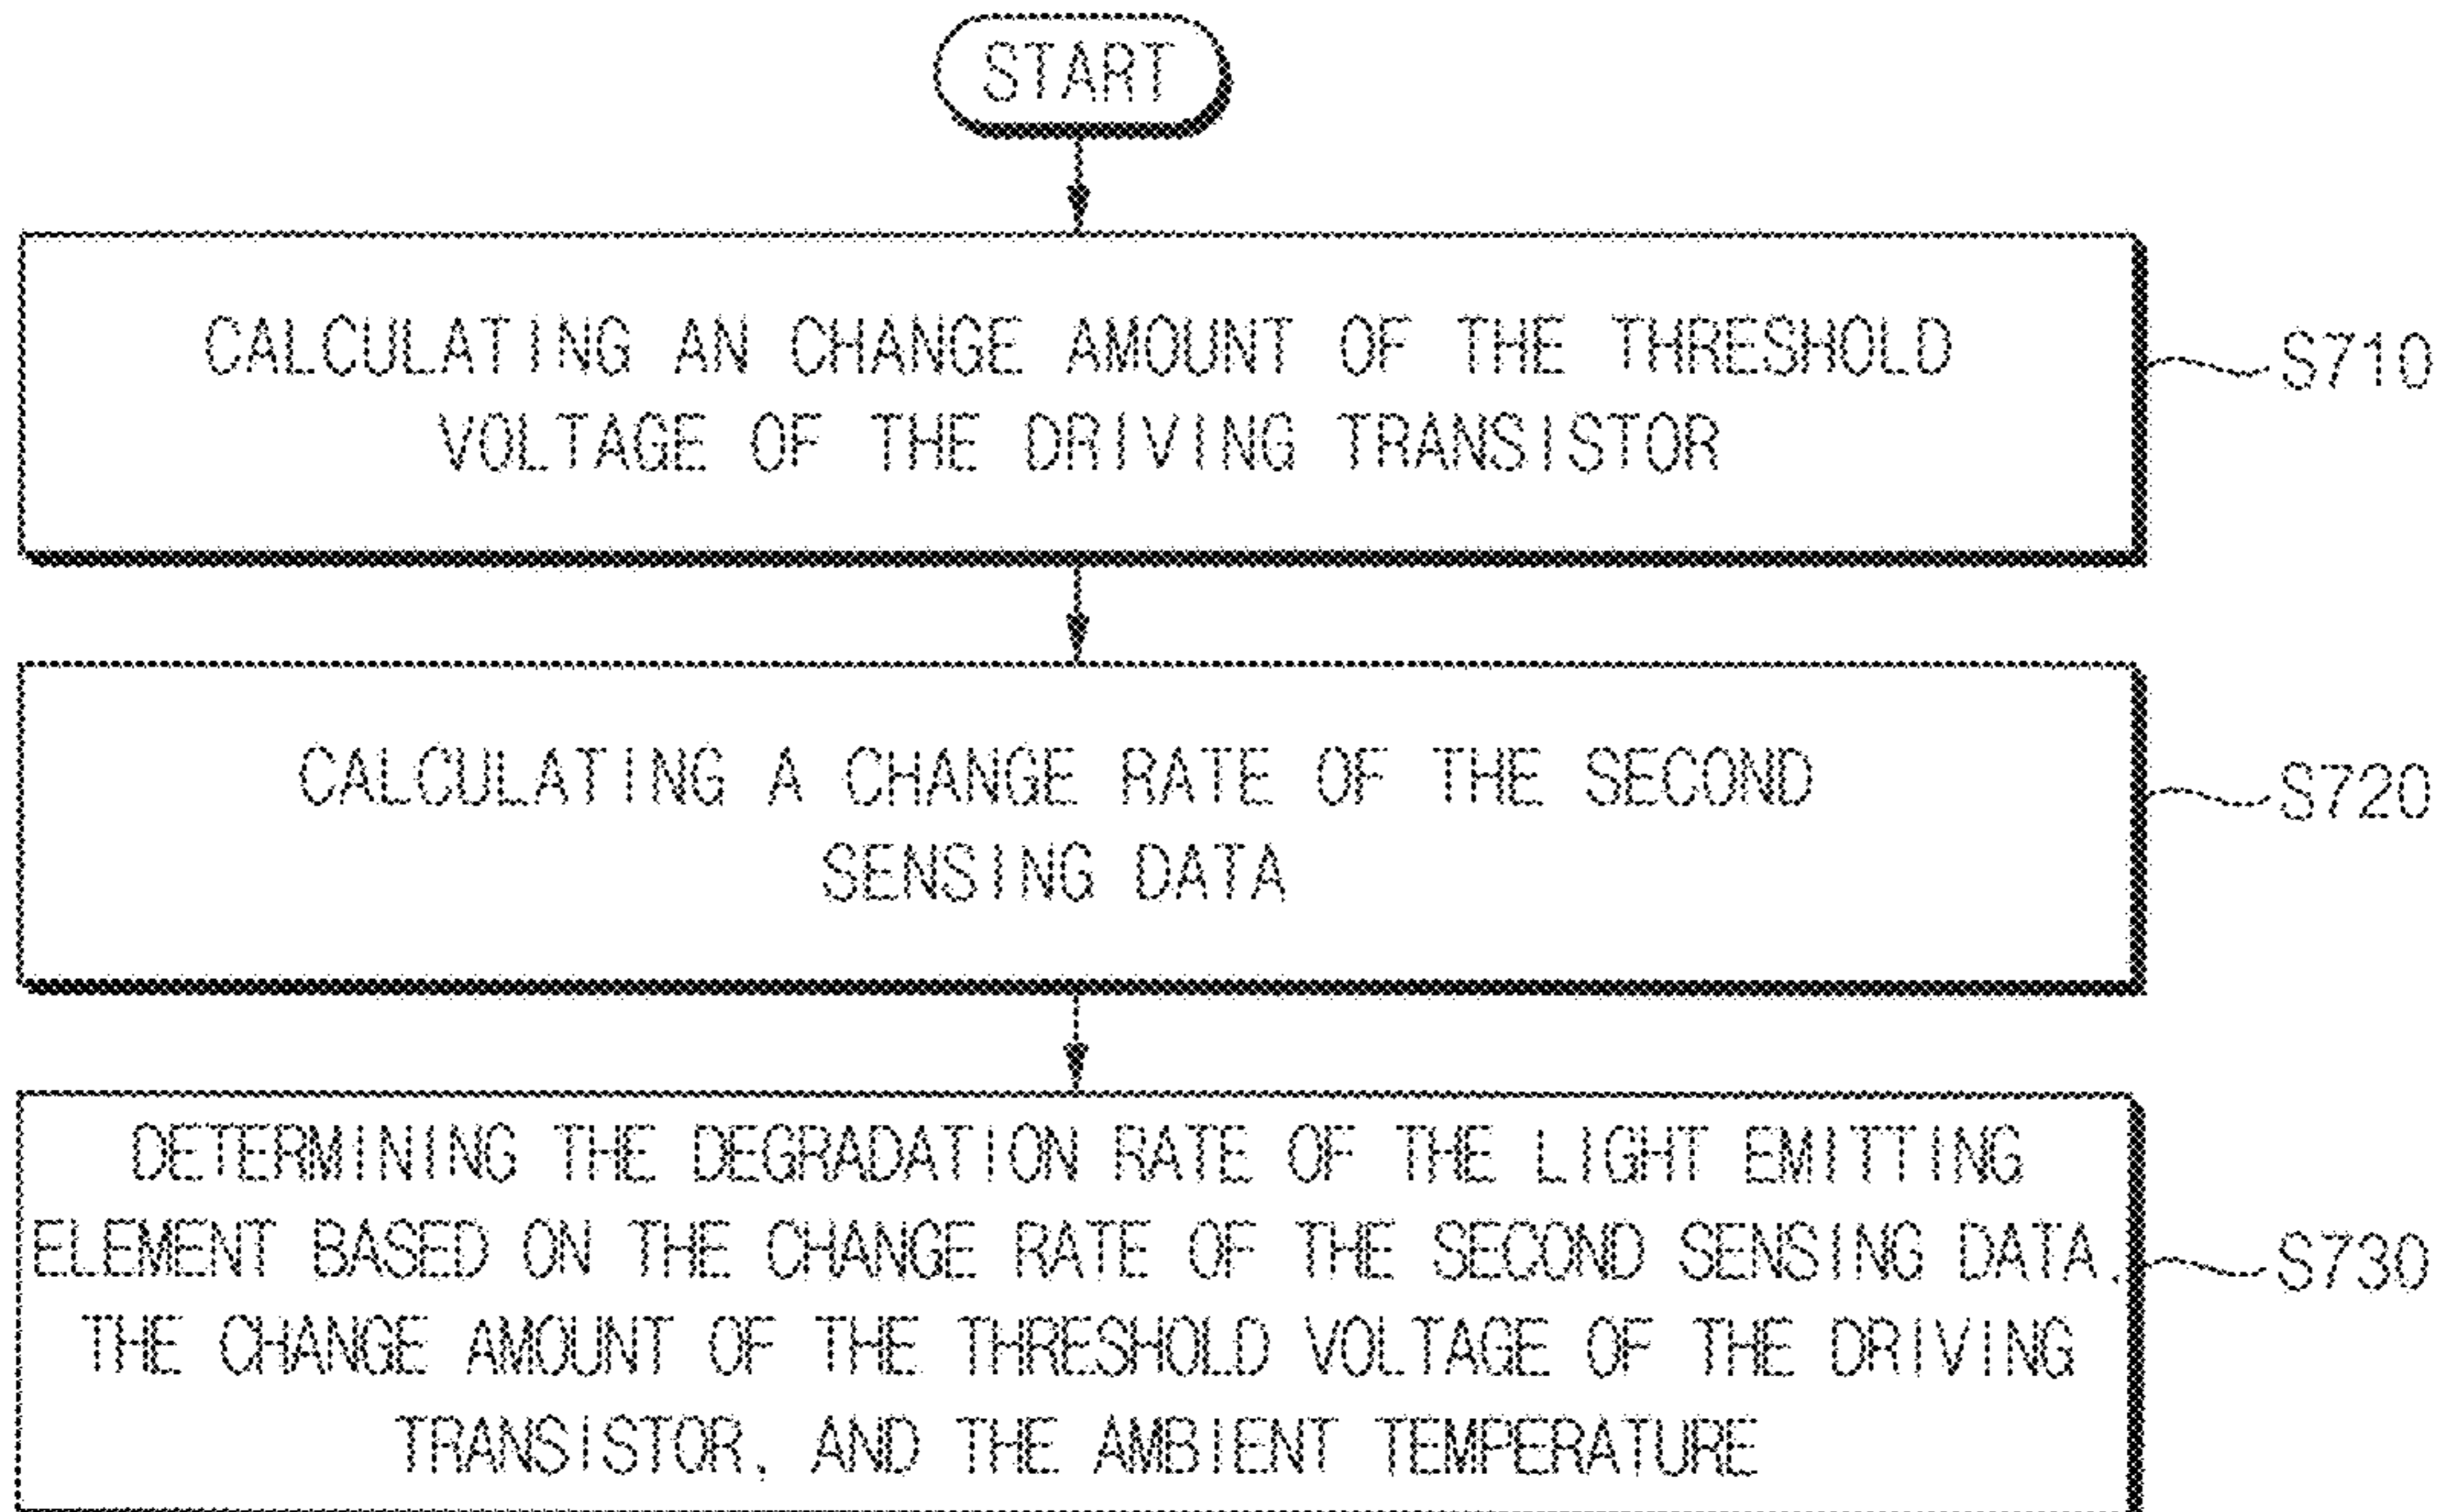 START
CALCULATING AN CHANGE AMOUNT OF THE THRESHOLD
VOLTAGE OF THE DRIVING TRANSISTOR
S710
CALCULATING A CHANGE RATE OF THE SECOND
SENSING DATA
S720
DETERMINING THE DEGRADATION RATE OF THE LIGHT EMITTING
ELEMENT BASED ON THE CHANGE RATE OF THE SECOND SENSING DATA,
THE CHANGE AMOUNT OF THE THRESHOLD VOLTAGE OF THE DRIVING
TRANSISTOR, AND THE AMBIENT TEMPERATURE
S730